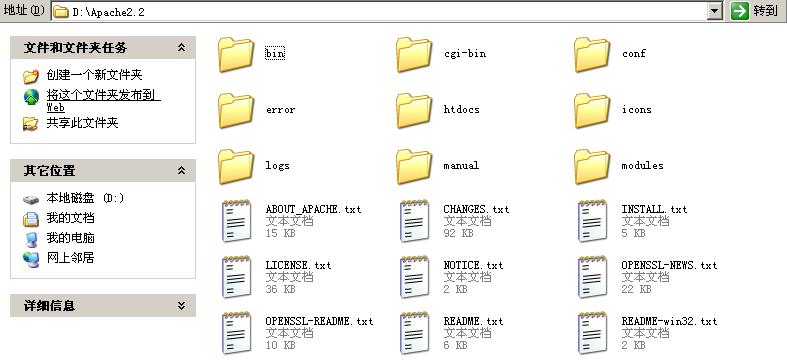 地址(D) D:\Apache2.2 转到
文件和文件夹任务
创建一个新文件夹
将这个文件夹发布到
Web
共享此文件夹
其它位置
本地磁盘 (D:)
我的文档
我的电脑
网上邻居
详细信息
bin cgi-bin conf
error htdocs icons
logs manual modules
ABOUT_APACHE.txt CHANGES.txt INSTALL.txt
文本文档 文本文档 文本文档
15 KB 92 KB 5 KB
LICENSE.txt NOTICE.txt OPENSSL-NEWS.txt
文本文档 文本文档 文本文档
36 KB 2 KB 22 KB
OPENSSL-README.txt README.txt README-win32.txt
文本文档 文本文档 文本文档
10 KB 6 KB 2 KB